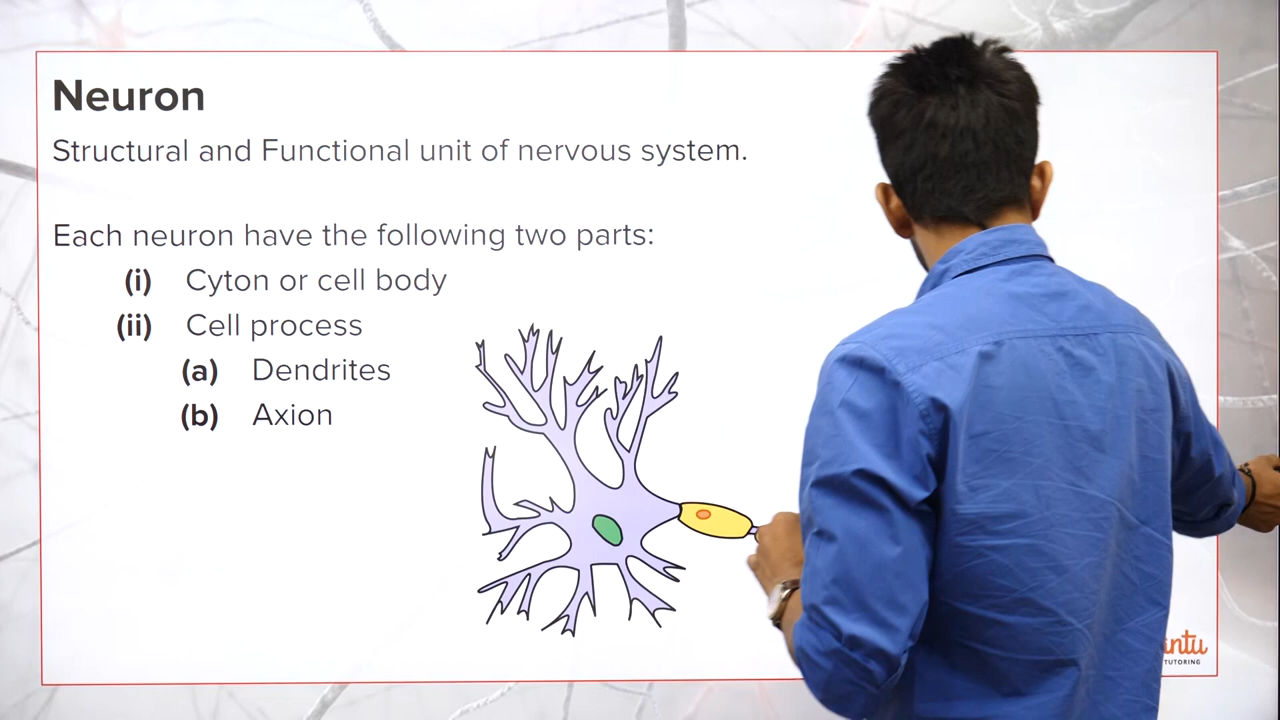 Neuron
Structural and Functional unit of nervous system.
Each neuron have the following two parts:
(i) Cyton or cell body
(ii) Cell process
(a) Dendrites
(b) Axion
TUTORING